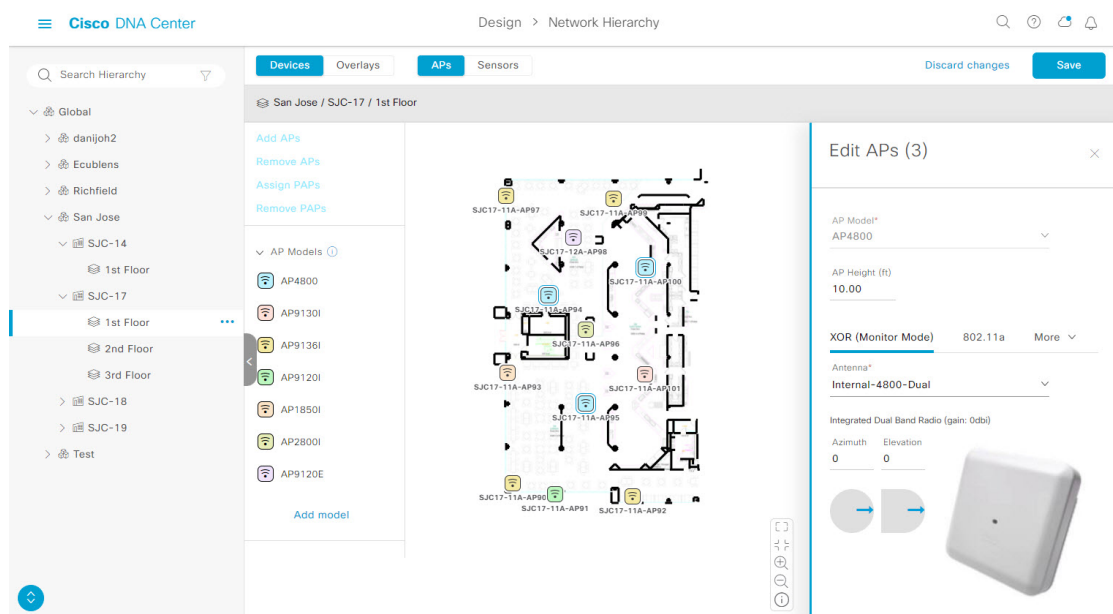 Cisco DNA Center
Design > Network Hierarchy
Search Hierarchy
Global
danijoh2
Ecublens
Richfield
San Jose
SJC-14
1st Floor
SJC-17
1st Floor
2nd Floor
3rd Floor
SJC-18
SJC-19
Test
Devices Overlays APs Sensors
Discard changes Save
San Jose / SJC-17 / 1st Floor
Add APs
Remove APs
Assign PAPs
Remove PAPs
AP Models
AP4800
AP9130I
AP9136I
AP9120I
AP1850I
AP2800I
AP9120E
Add model
SJC17-11A-AP97
SJC17-11A-AP99
SJC17-12A-AP98
SJC17-11A-AP100
SJC17-11A-AP94
SJC17-11A-AP96
SJC17-11A-AP93
SJC17-11A-AP101
SJC17-11A-AP95
SJC17-11A-AP90
SJC17-11A-AP91
SJC17-11A-AP92
Edit APs (3)
AP Model*
AP4800
AP Height (ft)
10.00
XOR (Monitor Mode) 802.11a More
Antenna*
Internal-4800-Dual
Integrated Dual Band Radio (gain: 0dbi)
Azimuth Elevation
0 0